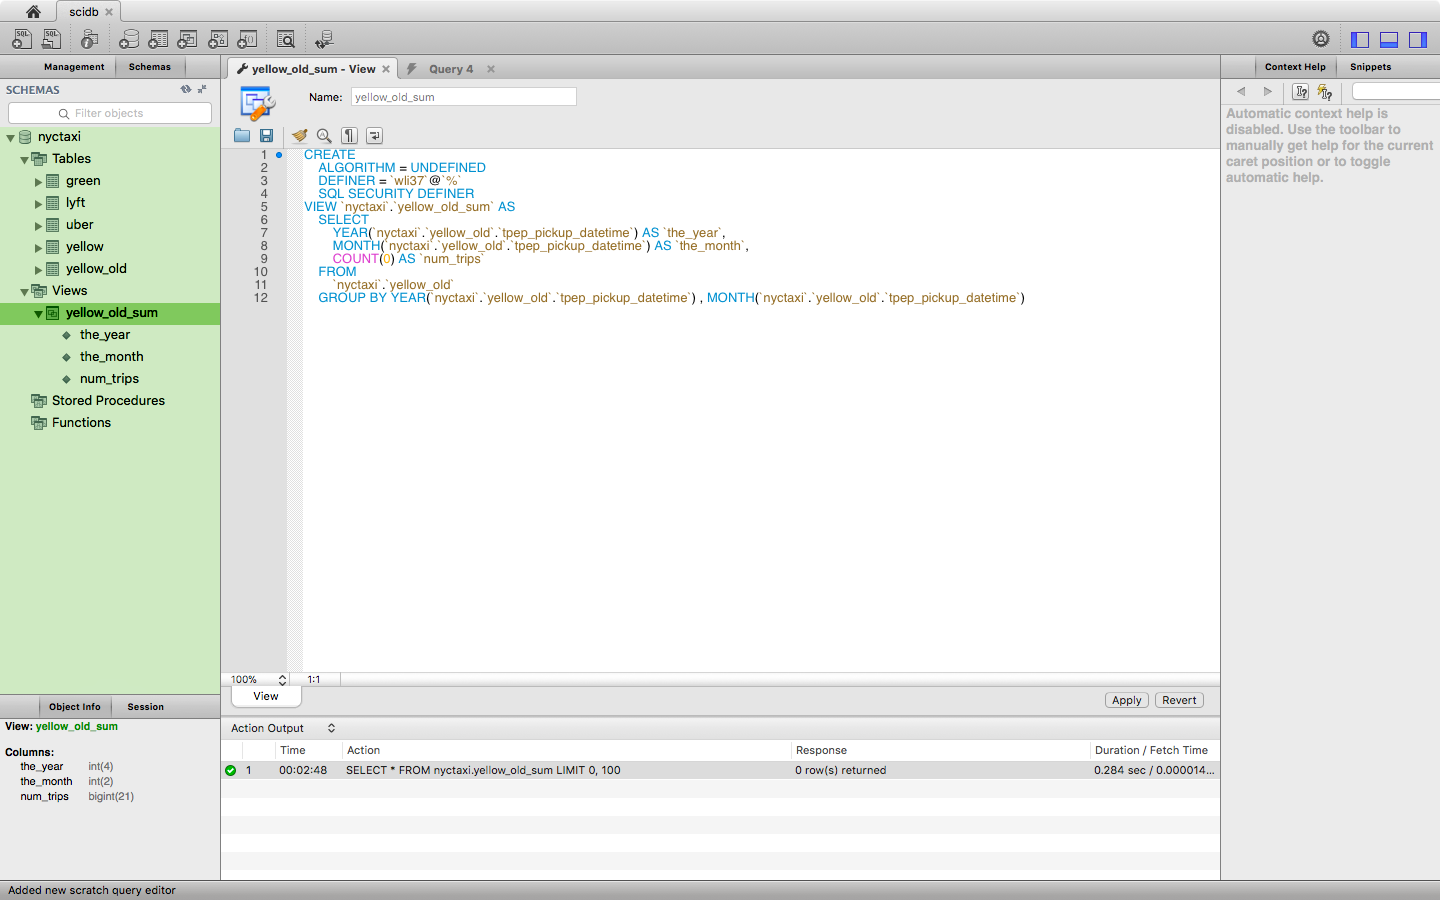 scidb
Management
Schemas
yellow_old_sum - View
Query 4
Context Help
Snippets
SCHEMAS
Filter objects
nyctaxi
Tables
green
lyft
uber
yellow
yellow_old
Views
yellow_old_sum
the_year
the_month
num_trips
Stored Procedures
Functions
Name:
yellow_old_sum
1 CREATE
2 ALGORITHM = UNDEFINED
3 DEFINER = `wli37`@`%`
4 SQL SECURITY DEFINER
5 VIEW `nyctaxi`.`yellow_old_sum` AS
6 SELECT
7 YEAR(`nyctaxi`.`yellow_old`.`tpep_pickup_datetime`) AS `the_year`,
8 MONTH(`nyctaxi`.`yellow_old`.`tpep_pickup_datetime`) AS `the_month`,
9 COUNT(0) AS `num_trips`
10 FROM
11 `nyctaxi`.`yellow_old`
12 GROUP BY YEAR(`nyctaxi`.`yellow_old`.`tpep_pickup_datetime`) , MONTH(`nyctaxi`.`yellow_old`.`tpep_pickup_datetime`)
Automatic context help is
disabled. Use the toolbar to
manually get help for the current
caret position or to toggle
automatic help.
100%
1:1
View
Apply
Revert
Object Info
Session
View: yellow_old_sum
Columns:
the_year int(4)
the_month int(2)
num_trips bigint(21)
Action Output
Time Action Response Duration / Fetch Time
1 00:02:48 SELECT * FROM nyctaxi.yellow_old_sum LIMIT 0, 100 0 row(s) returned 0.284 sec / 0.000014...
Added new scratch query editor